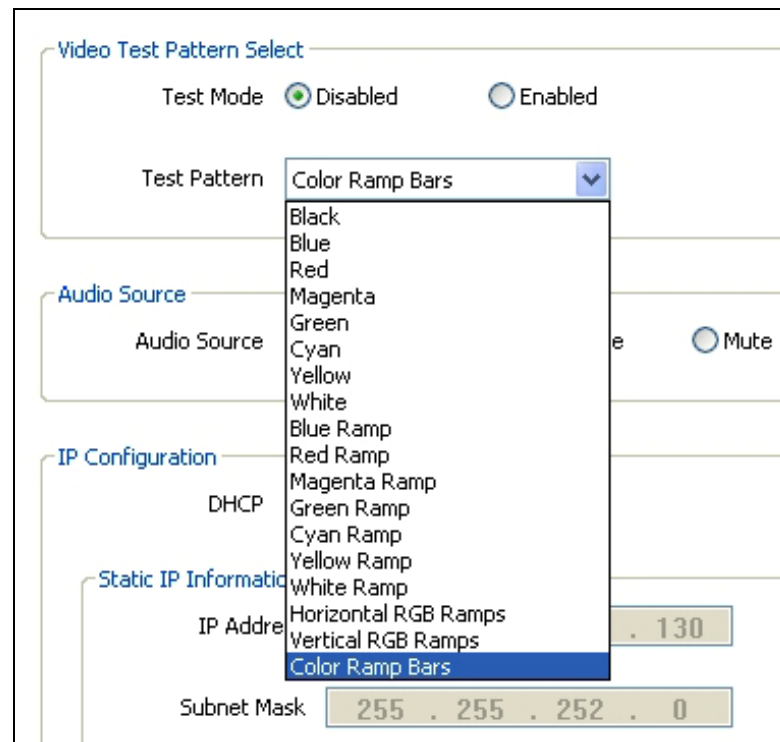 Video Test Pattern Select
Test Mode Disabled Enabled
Test Pattern Color Ramp Bars
Black
Blue
Red
Magenta
Audio Source
Green
Audio Source Mute
Cyan
Yellow
White
Blue Ramp
IP Configuration Red Ramp
Magenta Ramp
DHCP Green Ramp
Cyan Ramp
Yellow Ramp
Static IP White Ramp
Horizontal RGB Ramps
IP . 130
Vertical RGB Ramps
Color Ramp Bars
Subnet Mask 255 . 255 . 252 . 0